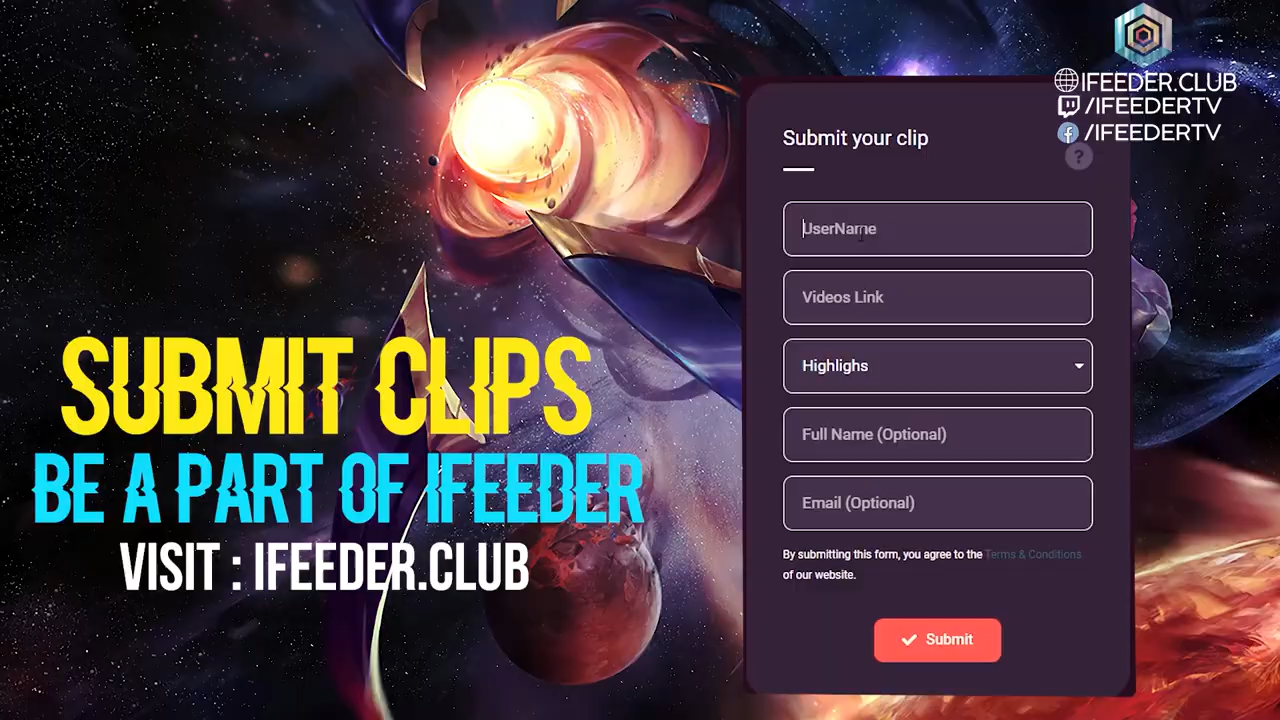 IFEEDER.CLUB
/IFEEDERTV
/IFEEDERTV
Submit your clip
?
UserName
Videos Link
Highlighs
Full Name (Optional)
Email (Optional)
By submitting this form, you agree to the Terms & Conditions
of our website.
Submit
SUBMIT CLIPS
BE A PART OF IFEEDER
VISIT : IFEEDER.CLUB